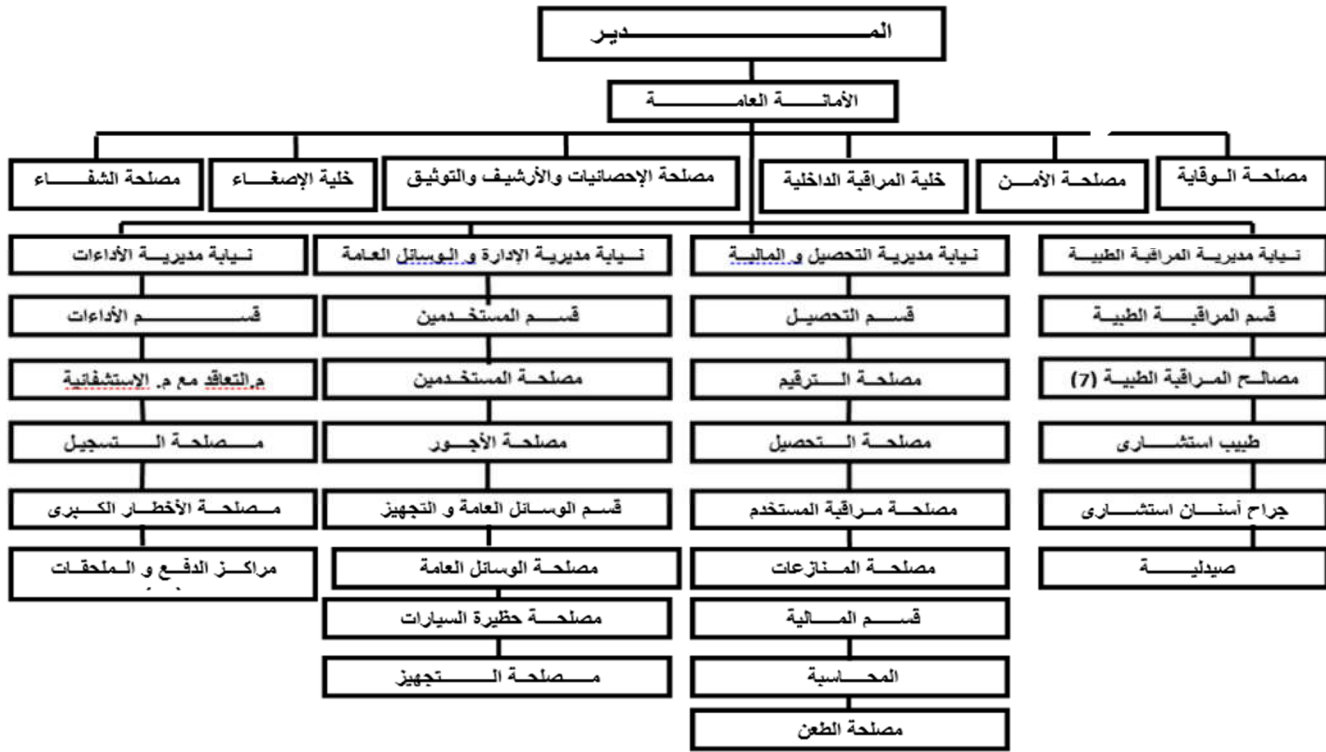 المدير
الأمانة العامة
مصلحة الوقاية
مصلحة الأمن
خلية المراقبة الداخلية
مصلحة الإحصائيات والأرشيف والتوثيق
خلية الإصغاء
مصلحة الشفاء
نيابة مديرية المراقبة الطبية
قسم المراقبة الطبية
مصالح المراقبة الطبية (7)
طبيب استشارى
جراح أسنان استشارى
صيدلية
نيابة مديرية التحصيل و المالية
قسم التحصيل
مصلحة الترقيم
مصلحة التحصيل
مصلحة مراقبة المستخدم
مصلحة المنازعات
قسم المالية
المحاسبة
مصلحة الطعن
نيابة مديرية الإدارة و الوسائل العامة
قسم المستخدمين
مصلحة المستخدمين
مصلحة الأجور
قسم الوسائل العامة و التجهيز
مصلحة الوسائل العامة
مصلحة حظيرة السيارات
مصلحة التجهيز
نيابة مديرية الأداءات
قسم الأداءات
م.التعاقد مع م. الإستشفائية
مصلحة التسجيل
مصلحة الأخطار الكبرى
مراكز الدفع و الملحقات